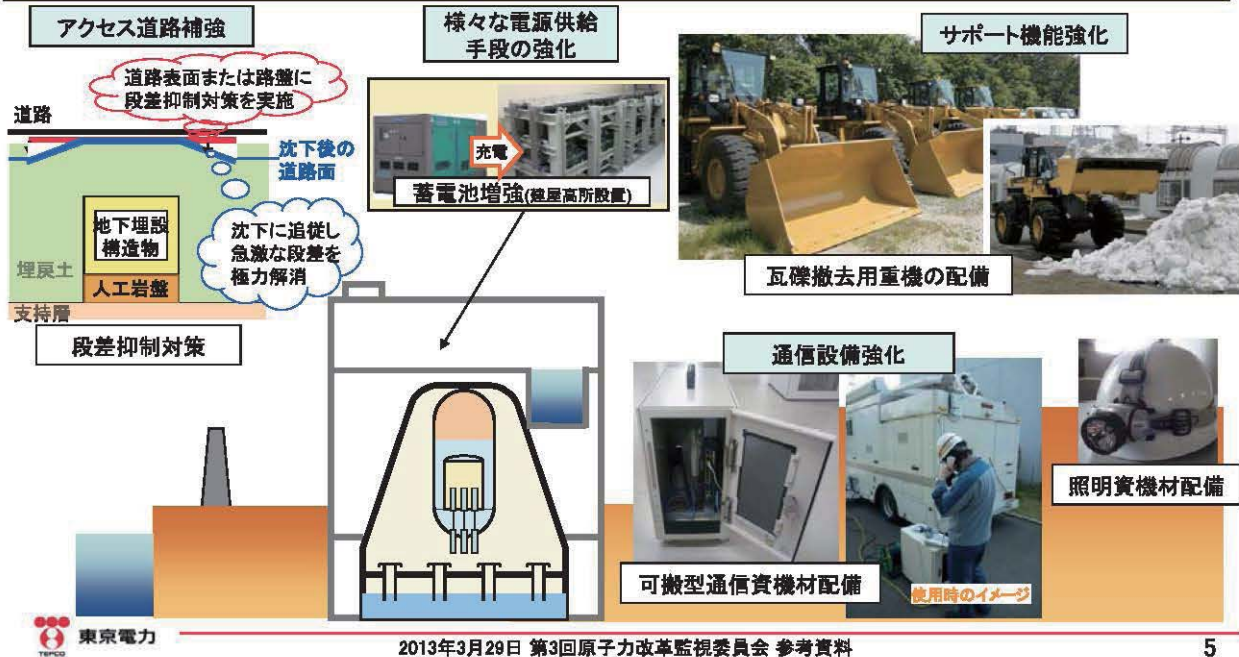 アクセス道路補強
道路表面または路盤に
段差抑制対策を実施
道路
沈下後の
道路面
地下埋設
構造物
沈下に追従し
急激な段差を
極力解消
埋戻土
人工岩盤
支持層
段差抑制対策
様々な電源供給
手段の強化
充電
蓄電池増強(建屋高所設置)
サポート機能強化
瓦礫撤去用重機の配備
通信設備強化
可搬型通信資機材配備
使用時のイメージ
照明資機材配備
TEPCO
東京電力
2013年3月29日 第3回原子力改革監視委員会 参考資料
5